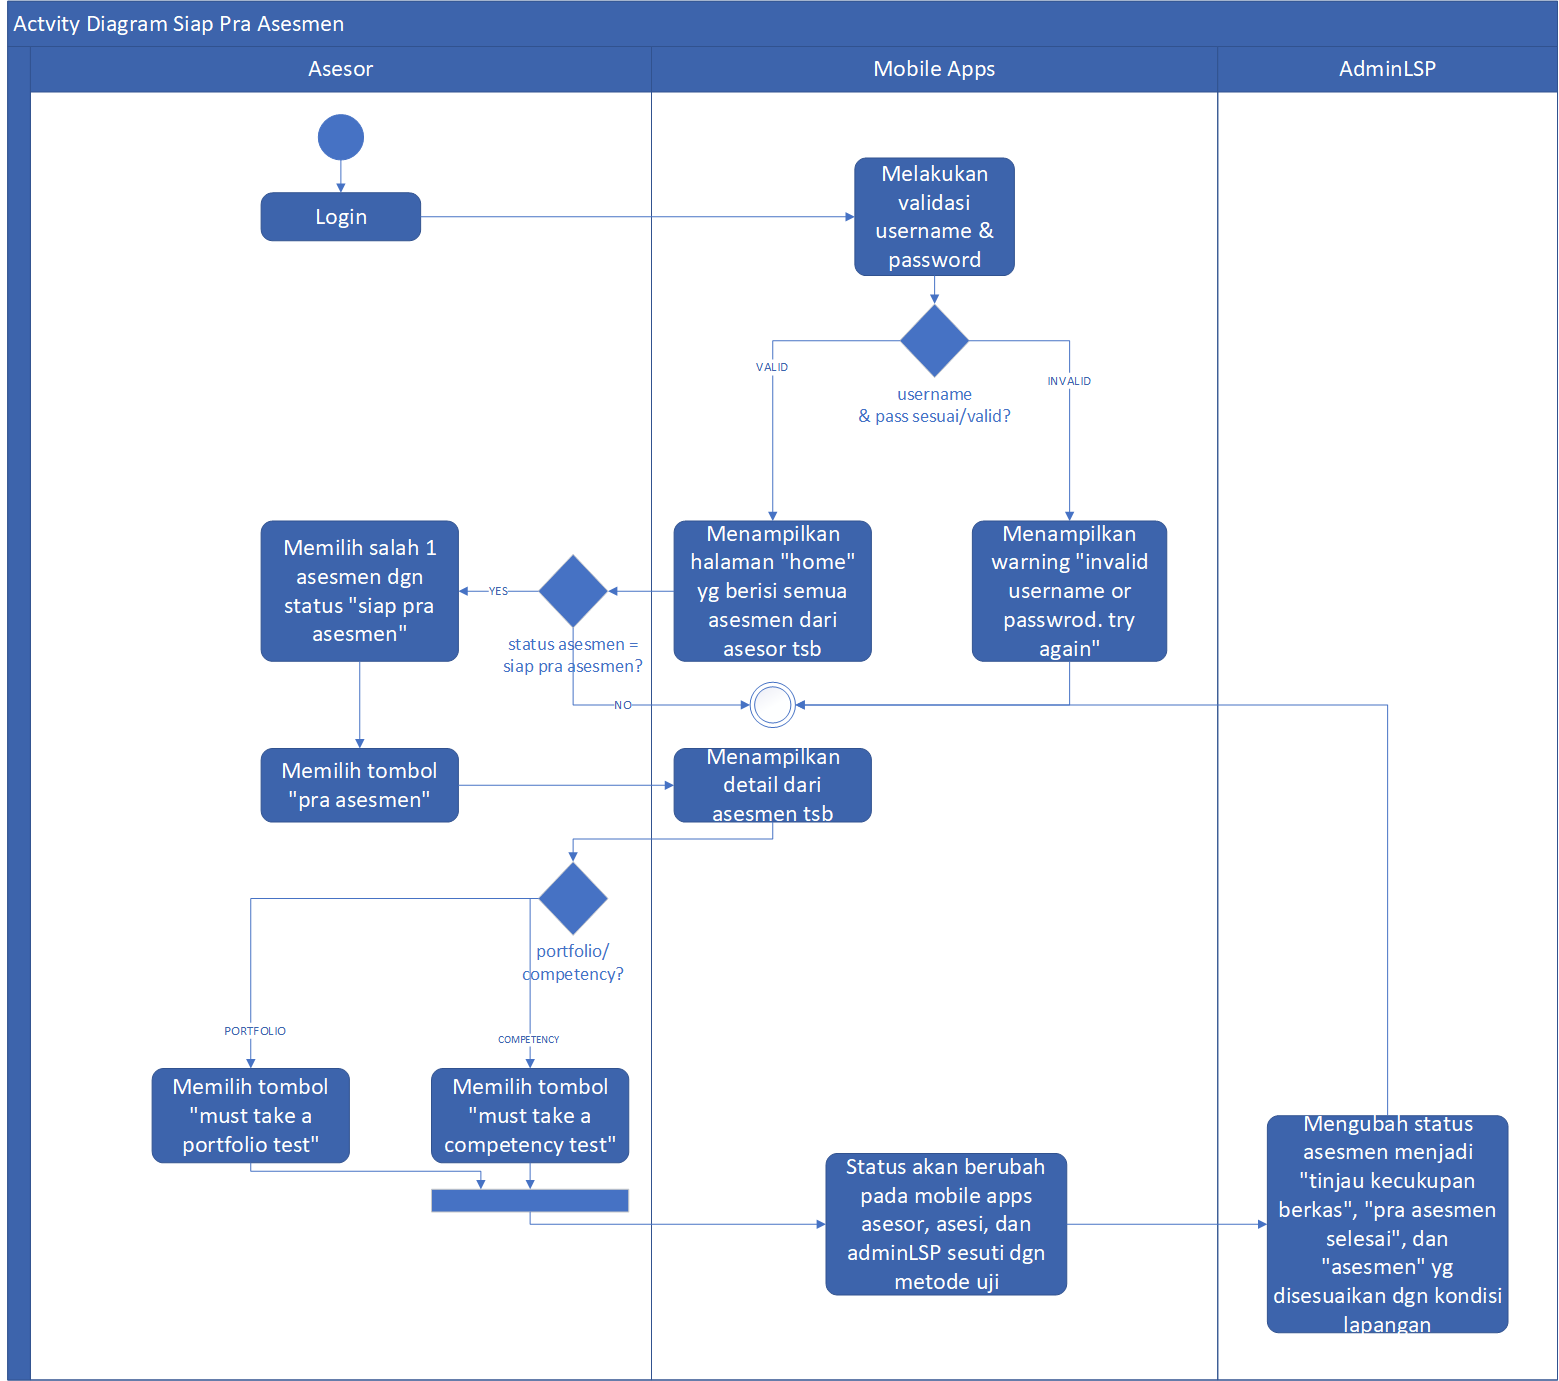 Actvity Diagram Siap Pra Asesmen
Asesor
Mobile Apps
AdminLSP
Login
Melakukan
validasi
username &
password
VALID
INVALID
username
& pass sesuai/valid?
Memilih salah 1
asesmen dgn
status "siap pra
asesmen"
YES
status asesmen =
siap pra asesmen?
NO
Menampilkan
halaman "home"
yg berisi semua
asesmen dari
asesor tsb
Menampilkan
warning "invalid
username or
passwrod. try
again"
Memilih tombol
"pra asesmen"
Menampilkan
detail dari
asesmen tsb
portfolio/
competency?
PORTFOLIO
COMPETENCY
Memilih tombol
"must take a
portfolio test"
Memilih tombol
"must take a
competency test"
Status akan berubah
pada mobile apps
asesor, asesi, dan
adminLSP sesuti dgn
metode uji
Mengubah status
asesmen menjadi
"tinjau kecukupan
berkas", "pra asesmen
selesai", dan
"asesmen" yg
disesuaikan dgn kondisi
lapangan